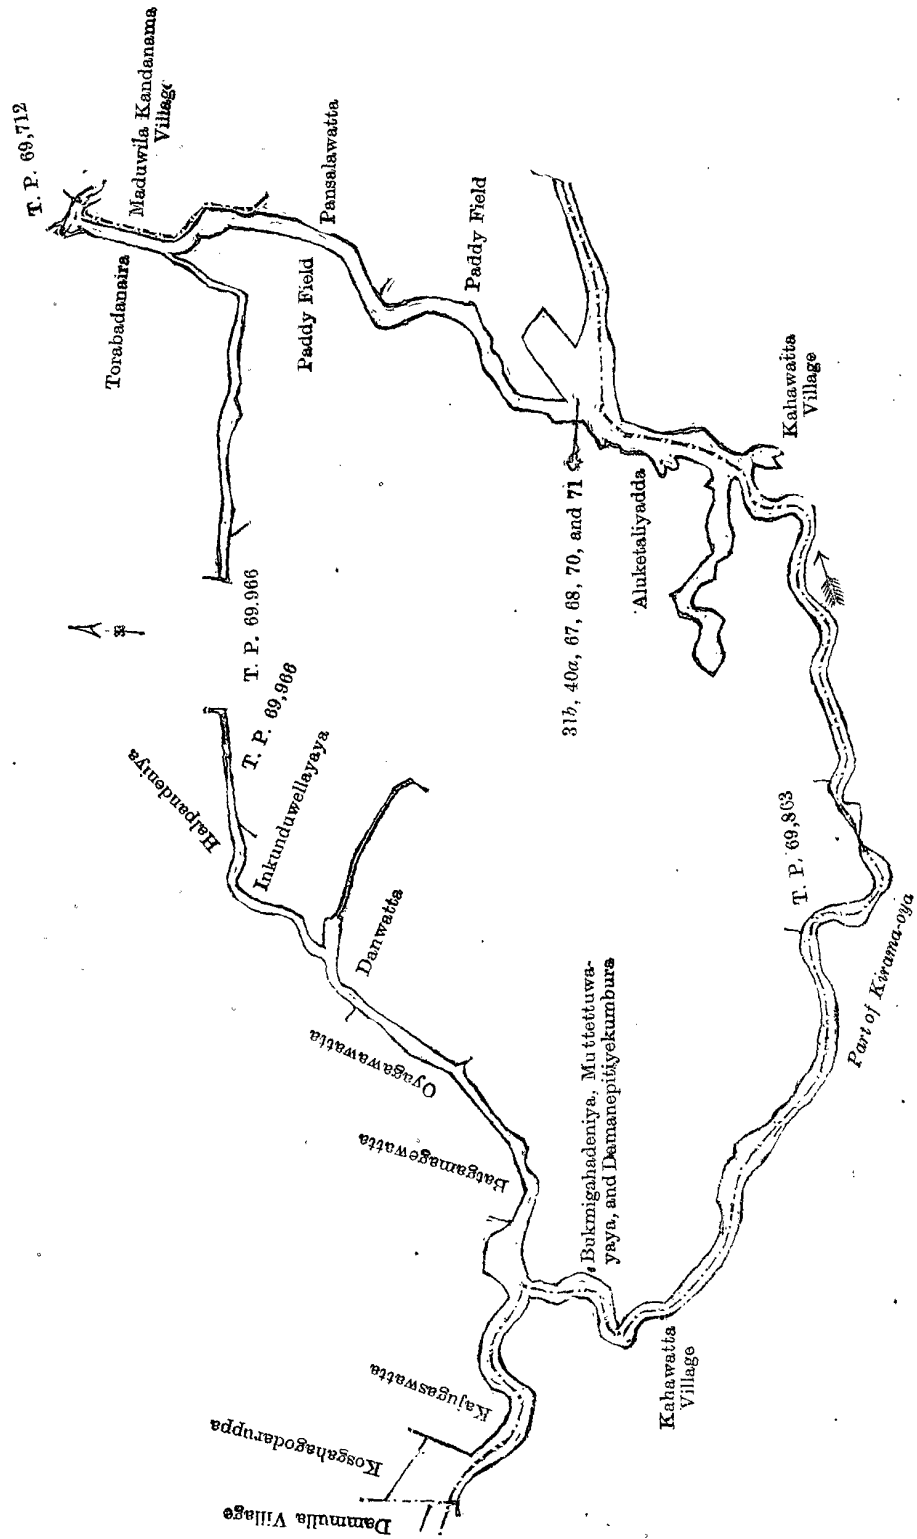 T. P. 69,712
Maduwila Kandanama
Village
Torabadanaira
Pansalawatta
Paddy Field
Paddy Field
Kahawatta
Village
Aluketaliyadda
31b, 40a, 67, 68, 70, and 71
T. P. 69.966
T. P. 69,966
Halpandeniya
Inkunduwellayaya
Danwatta
Oyagawawatta
Batgamagewatta
Bukmigahadeniya, Muttettuwa-
yaya, and Damanepitiyekumbura
T. P. 69,863
Part of Kirama-oya
Kahawatta
Village
Kajugaswatta
Kosgahagodaruppa
Dammulla Village